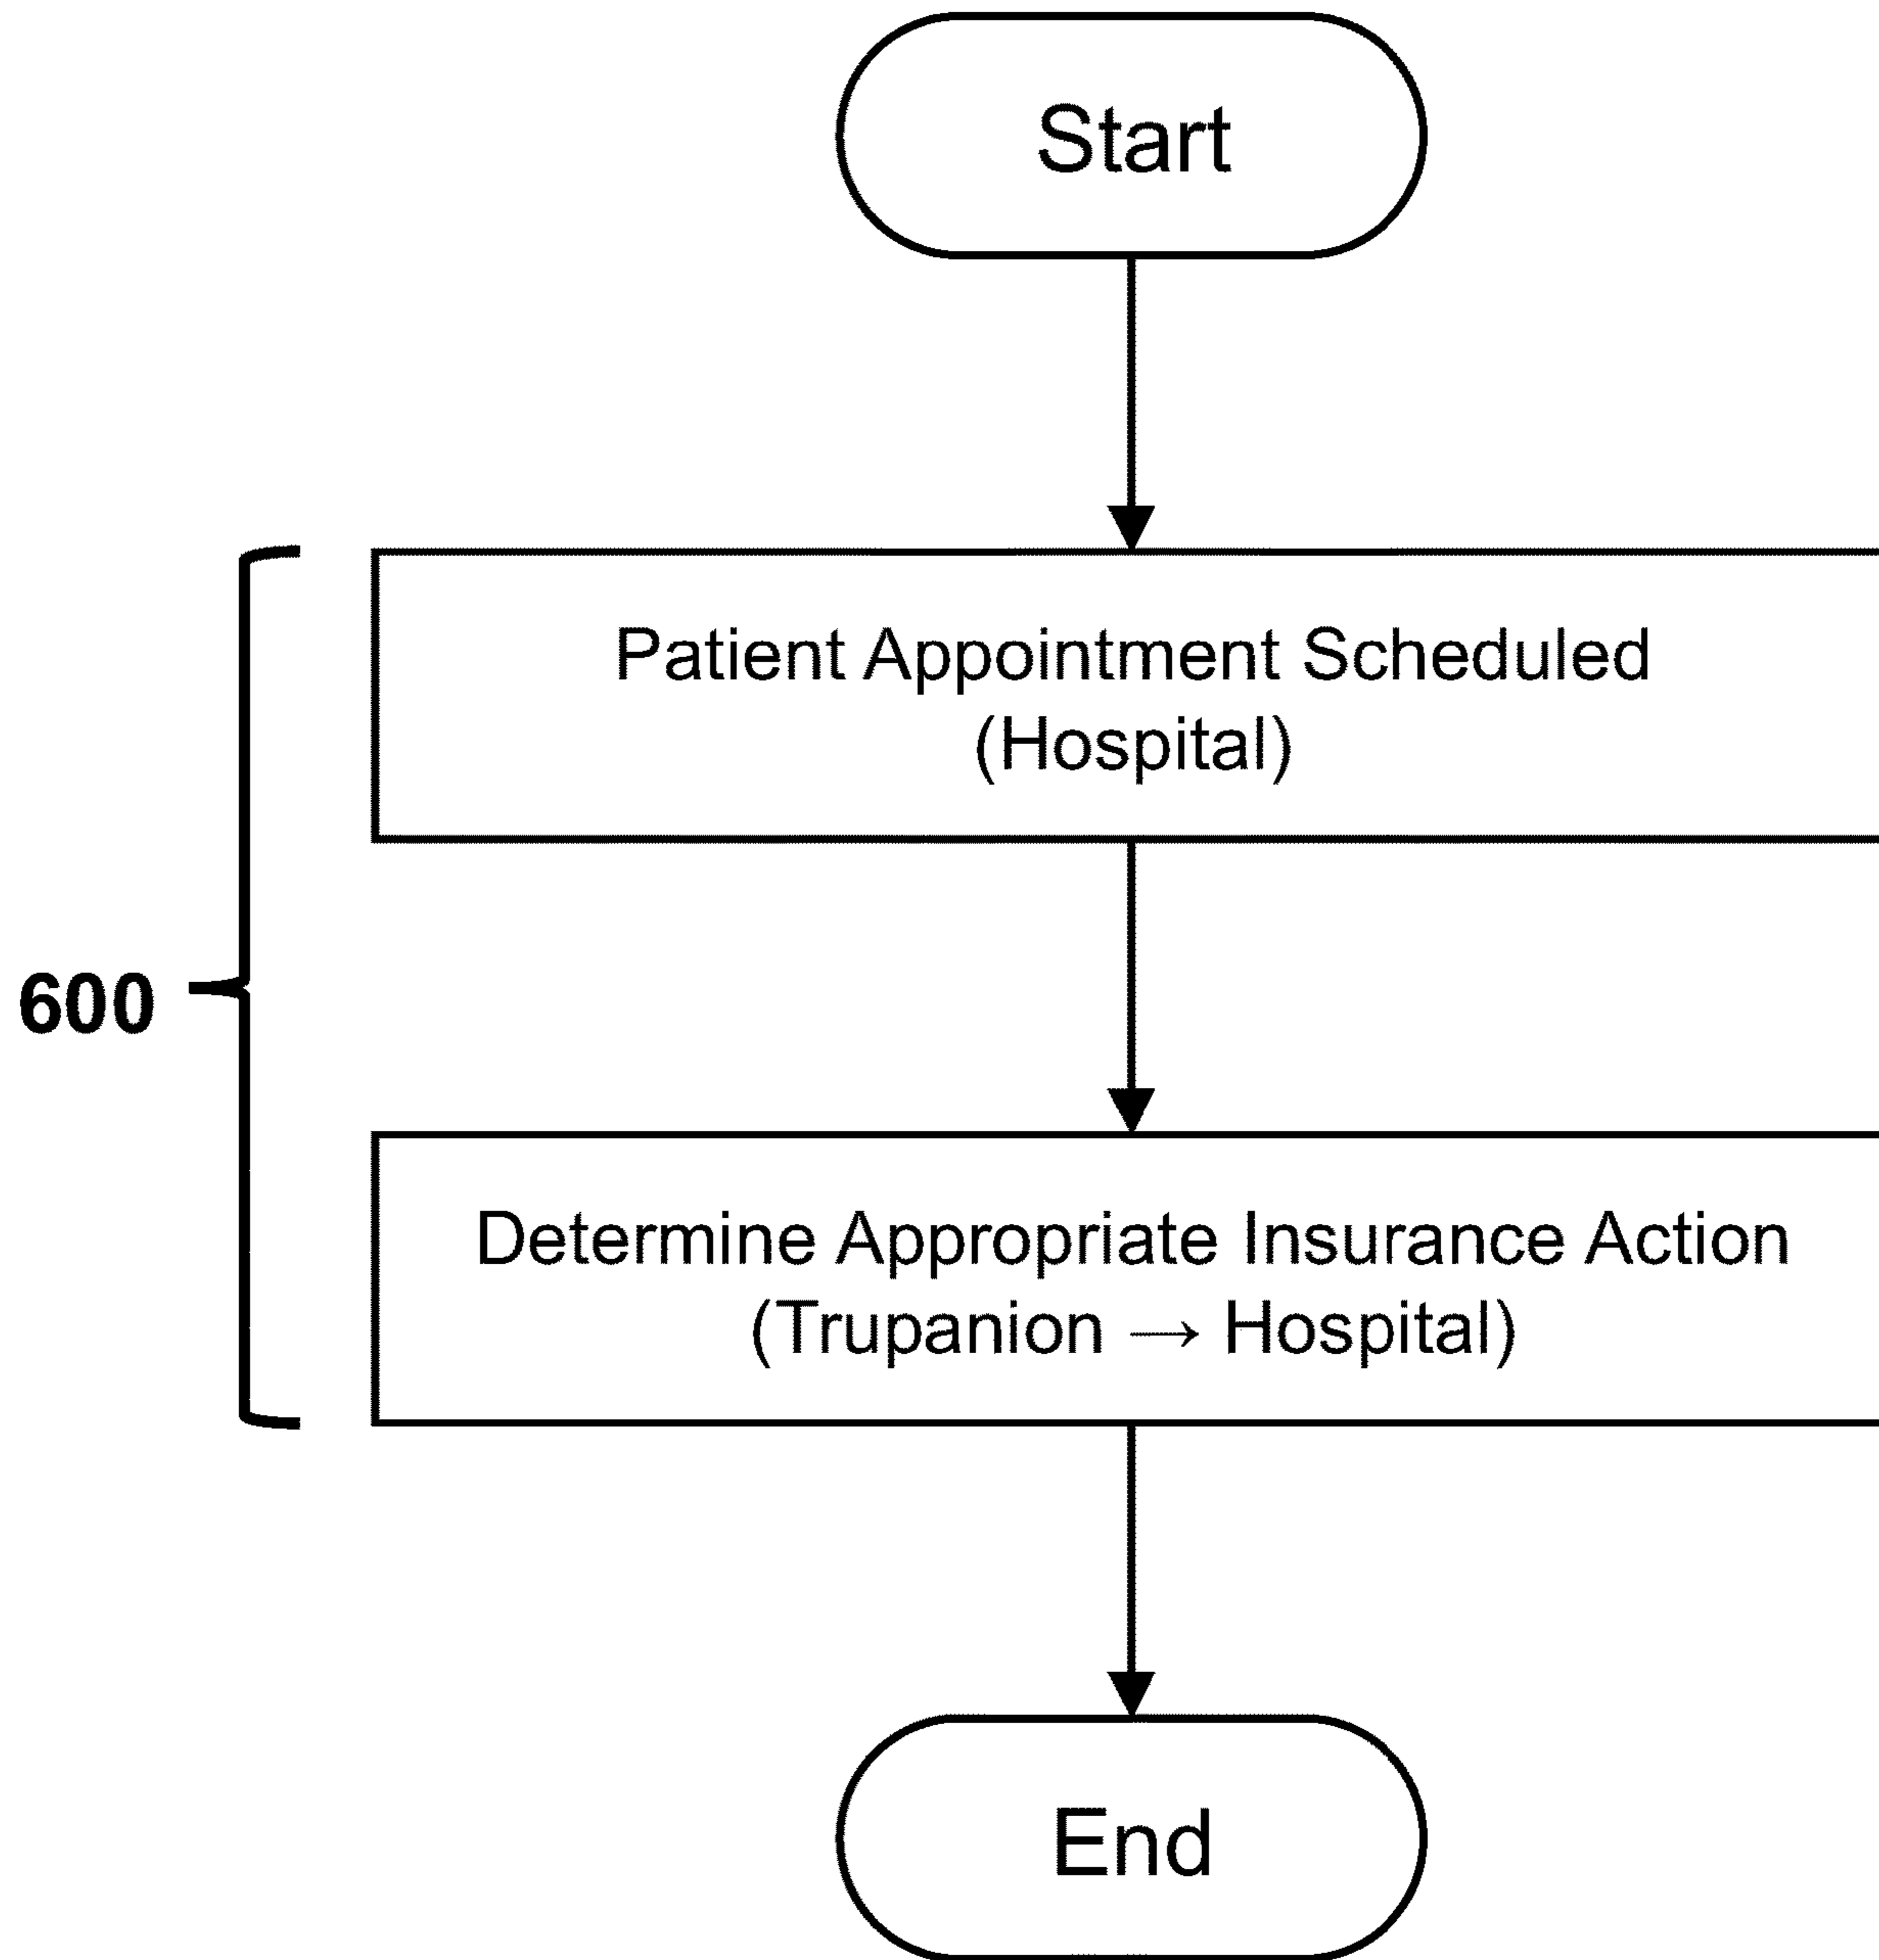 Start
Patient Appointment Scheduled
(Hospital)
600
Determine Appropriate Insurance Action
(Trupanion → Hospital)
End